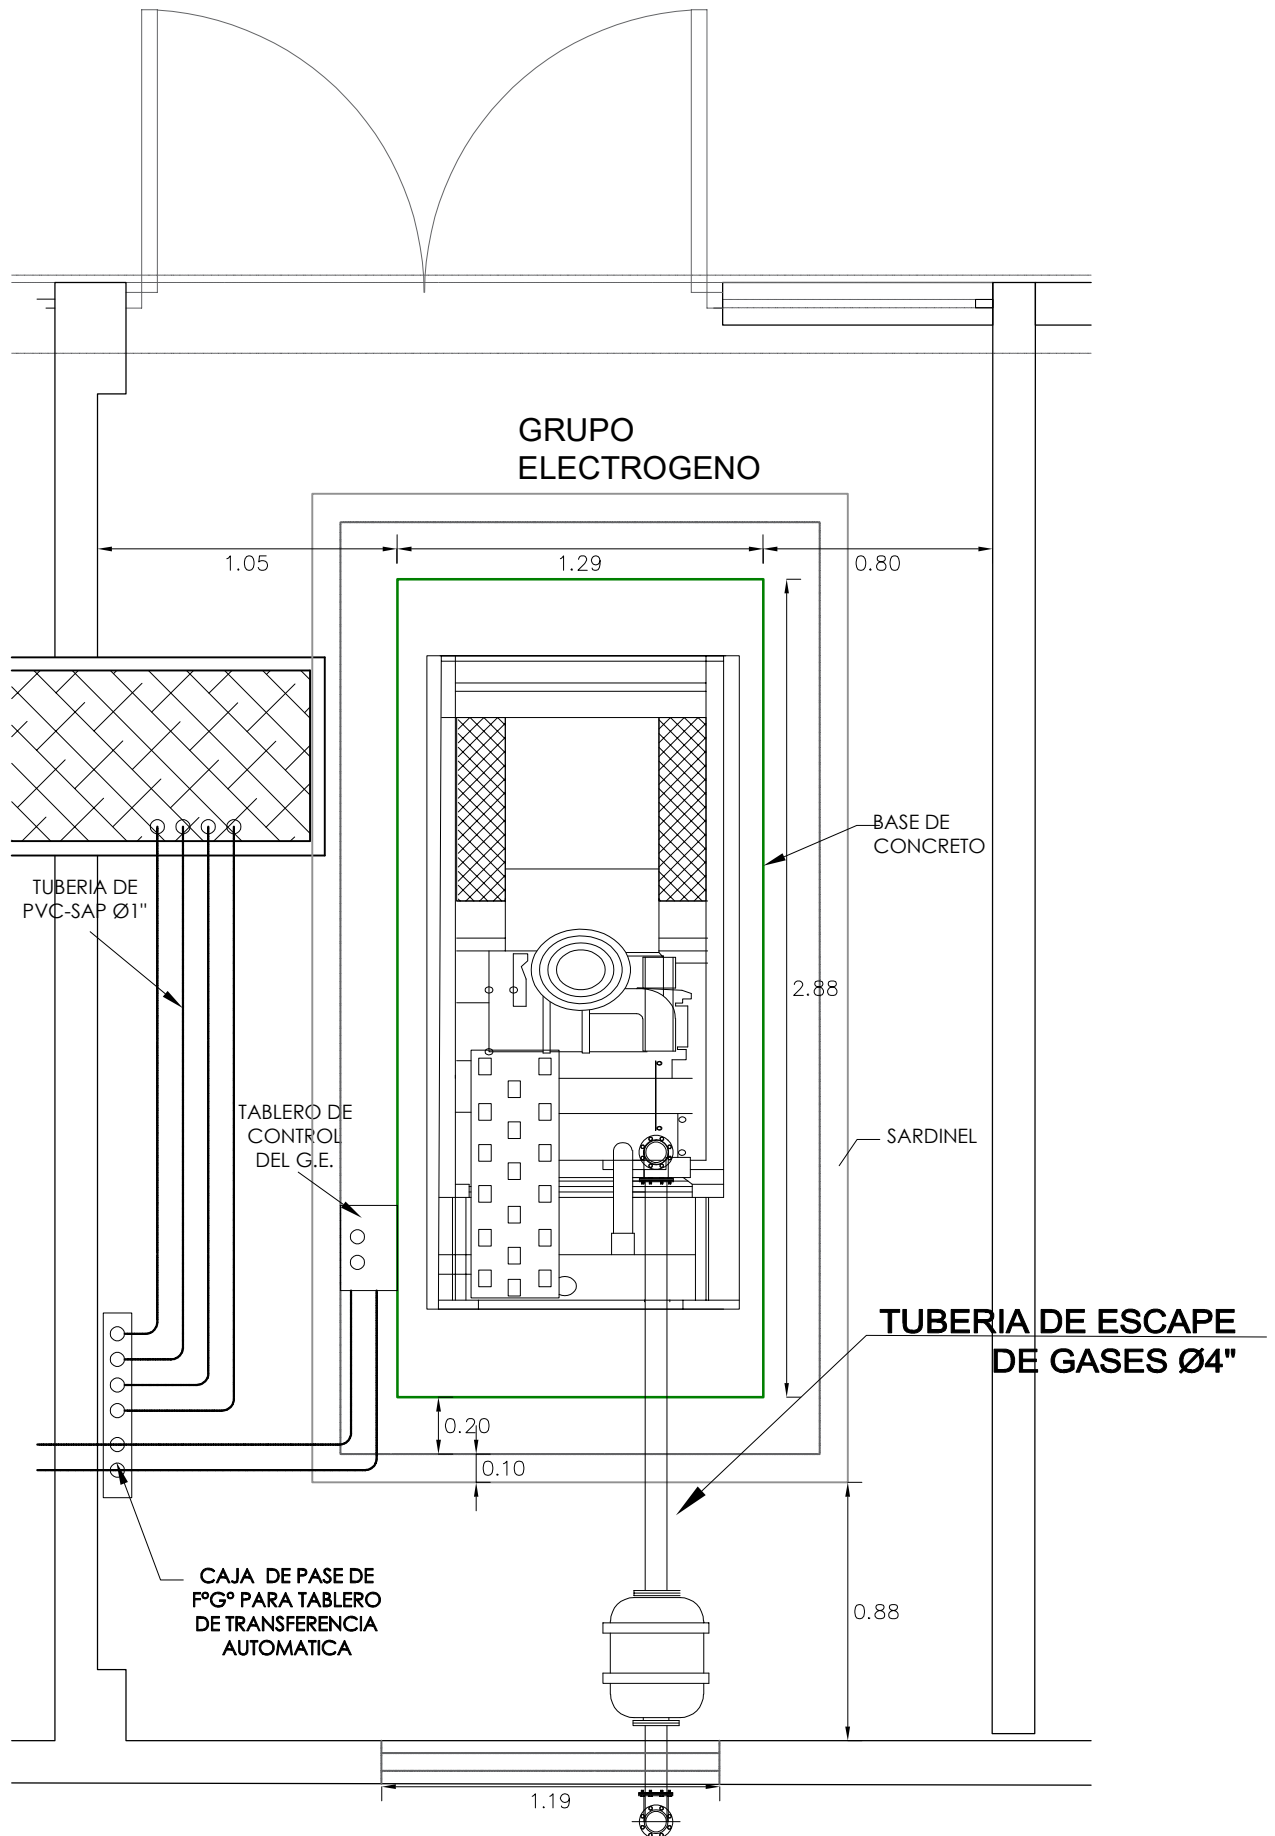 GRUPO
ELECTROGENO
1.05
1.29
0.80
BASE DE
CONCRETO
TUBERIA DE
PVC-SAP Ø1"
2.88
TABLERO DE
CONTROL
DEL G.E.
SARDINEL
TUBERIA DE ESCAPE
DE GASES Ø4"
0.20
0.10
CAJA DE PASE DE
F°G° PARA TABLERO
DE TRANSFERENCIA
AUTOMATICA
0.88
1.19